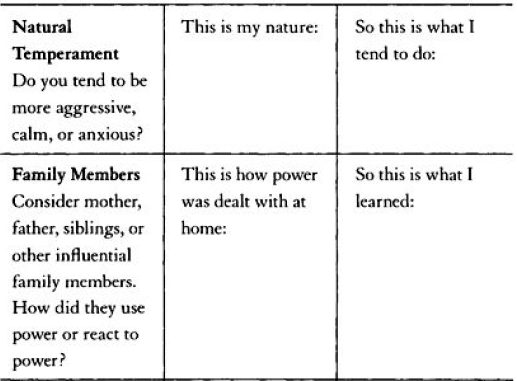 Natural
Temperament
Do you tend to be
more aggressive,
calm, or anxious?
This is my nature:
So this is what I
tend to do:
Family Members
Consider mother,
father, siblings, or
other influential
family members.
How did they use
power or react to
power?
This is how power
was dealt with at
home:
So this is what I
learned: